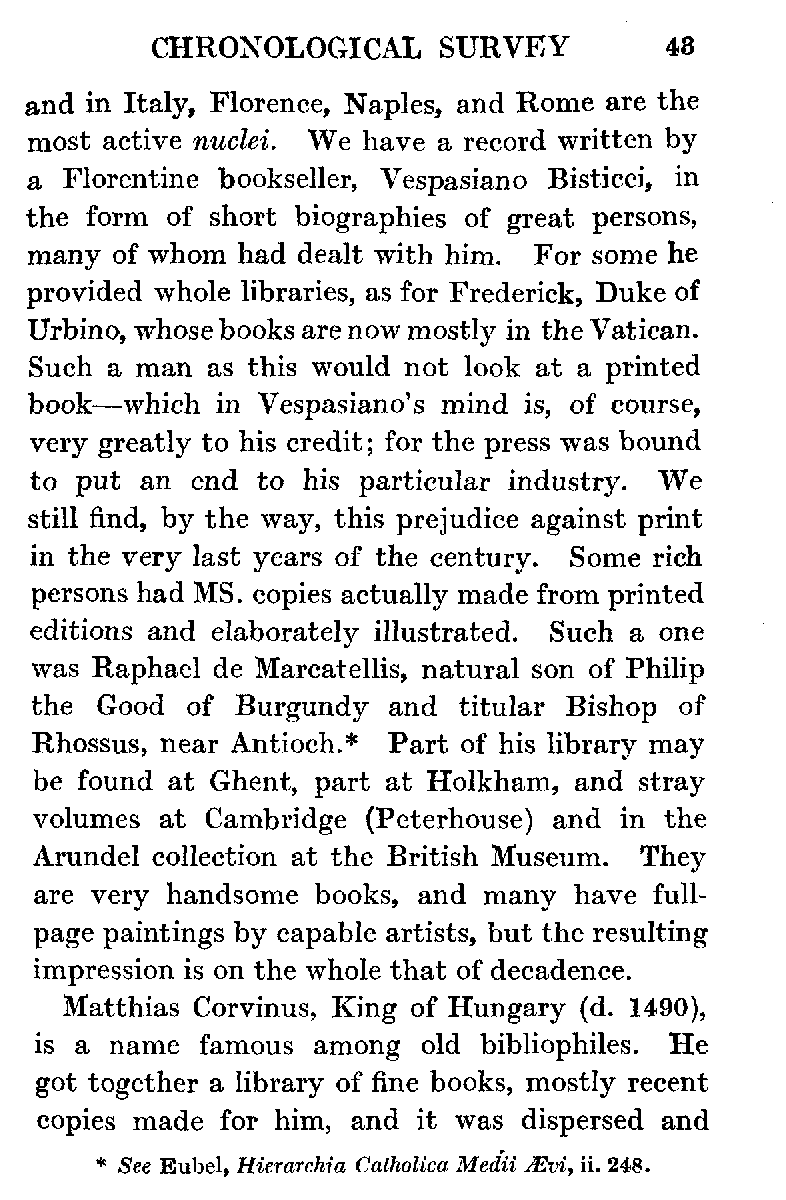 CHRONOLOGICAL SURVEY 43
and in Italy, Florence, Naples, and Rome are the
most active nuclei. We have a record written by
a Florentine bookseller, Vespasiano Bisticci, in
the form of short biographies of great persons,
many of whom had dealt with him. For some he
provided whole libraries, as for Frederick, Duke of
Urbino, whose books are now mostly in the Vatican.
Such a man as this would not look at a printed
book—which in Vespasiano's mind is, of course,
very greatly to his credit; for the press was bound
to put an end to his particular industry. We
still find, by the way, this prejudice against print
in the very last years of the century. Some rich
persons had MS. copies actually made from printed
editions and elaborately illustrated. Such a one
was Raphael de Marcatellis, natural son of Philip
the Good of Burgundy and titular Bishop of
Rhossus, near Antioch.* Part of his library may
be found at Ghent, part at Holkham, and stray
volumes at Cambridge (Peterhouse) and in the
Arundel collection at the British Museum. They
are very handsome books, and many have full-
page paintings by capable artists, but the resulting
impression is on the whole that of decadence.
Matthias Corvinus, King of Hungary (d. 1490),
is a name famous among old bibliophiles. He
got together a library of fine books, mostly recent
copies made for him, and it was dispersed and
* See Eubel, Hierarchia Catholica Medii Ævi, ii. 248.